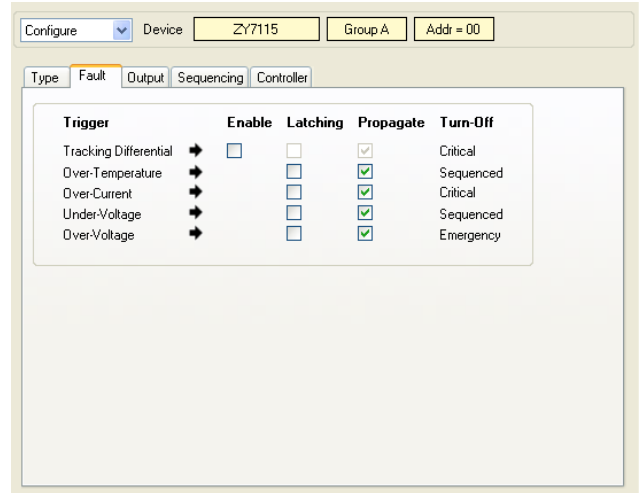 Configure Device ZY7115 Group A Addr = 00
Type Fault Output Sequencing Controller
Trigger Enable Latching Propagate Turn-Off
Tracking Differential Critical
Over-Temperature Sequenced
Over-Current Critical
Under-Voltage Sequenced
Over-Voltage Emergency